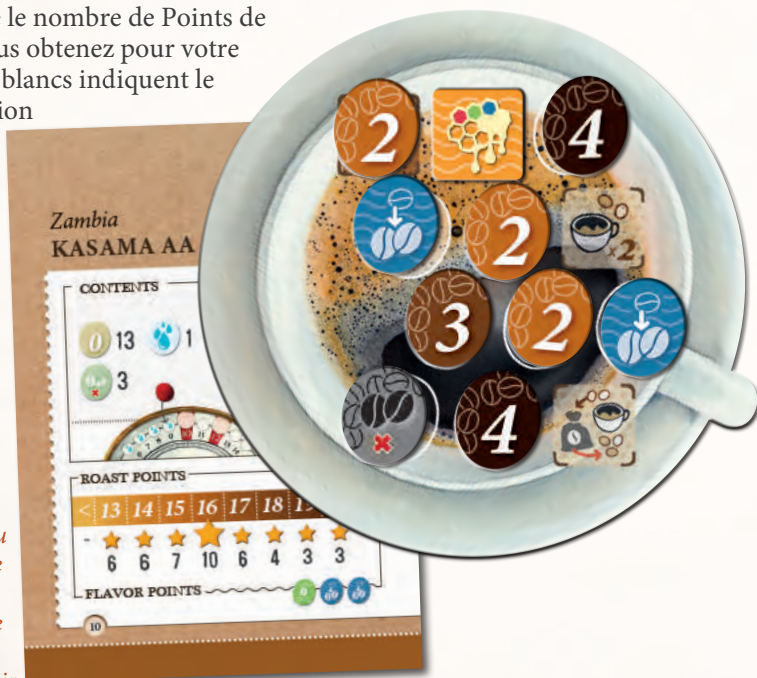 le nombre de Points de
us obtenez pour votre
blancs indiquent le
ion
2
4
2
x2
3 2
4
Zambia
KASAMA AA
CONTENTS
0 13 1
3
ROAST POINTS
< 13 14 15 16 17 18
- 6 6 7 10 6 4 3 3
FLAVOR POINTS
10